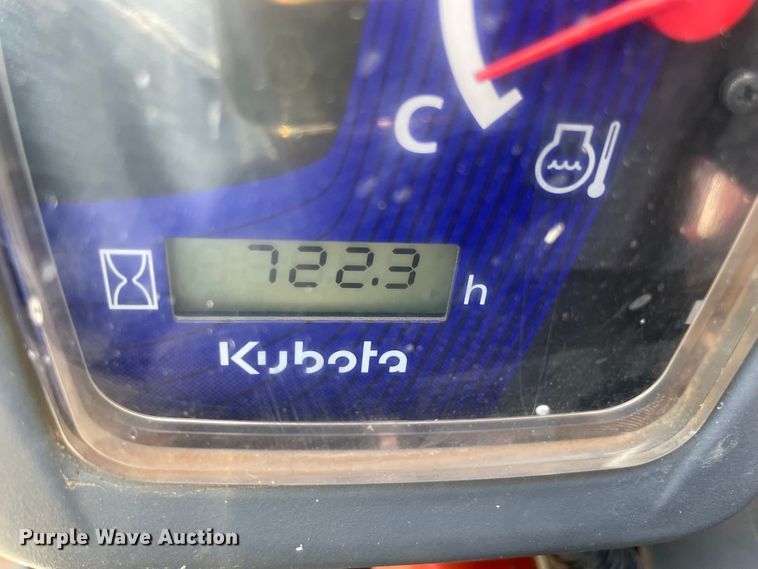 C
722.3 h
Kubota
Purple Wave Auction